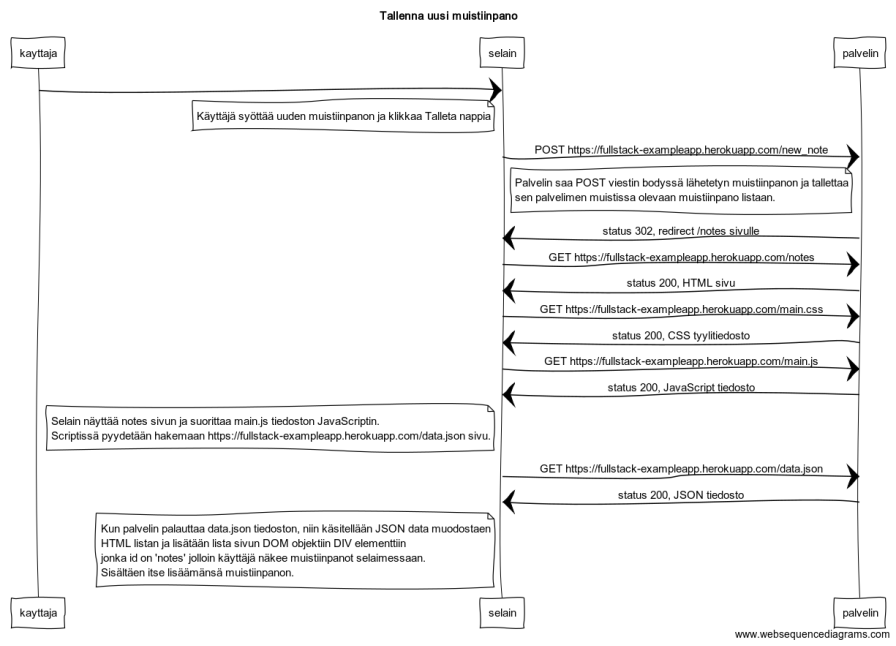 Tallenna uusi muistiinpano
kayttaja
selain
palvelin
Käyttäjä syöttää uuden muistiinpanon ja klikkaa Talleta nappia
POST https://fullstack-exampleapp.herokuapp.com/new_note
Palvelin saa POST viestin bodyssä lähetetyn muistiinpanon ja tallettaa
sen palvelimen muistissa olevaan muistiinpano listaan.
status 302, redirect /notes sivulle
GET https://fullstack-exampleapp.herokuapp.com/notes
status 200, HTML sivu
GET https://fullstack-exampleapp.herokuapp.com/main.css
status 200, CSS tyylitiedosto
GET https://fullstack-exampleapp.herokuapp.com/main.js
status 200, JavaScript tiedosto
Selain näyttää notes sivun ja suorittaa main.js tiedoston JavaScriptin.
Scriptissä pyydetään hakemaan https://fullstack-exampleapp.herokuapp.com/data.json sivu.
GET https://fullstack-exampleapp.herokuapp.com/data.json
status 200, JSON tiedosto
Kun palvelin palauttaa data.json tiedoston, niin käsitellään JSON data muodostaen
HTML listan ja lisätään lista sivun DOM objektiin DIV elementtiin
jonka id on 'notes' jolloin käyttäjä näkee muistiinpanot selaimessaan.
Sisältäen itse lisäämänsä muistiinpanon.
kayttaja
selain
palvelin
www.websequencediagrams.com